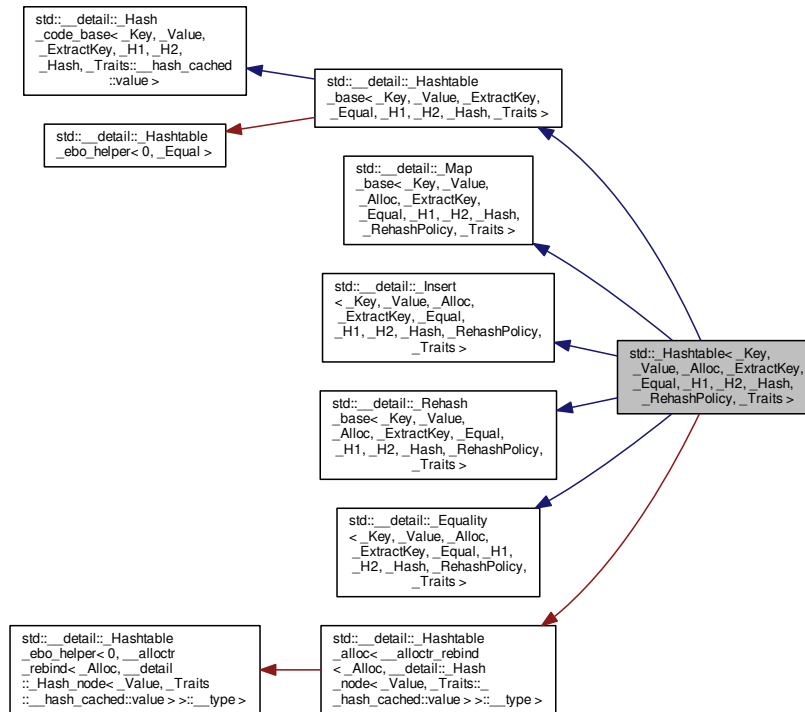 std::__detail::_Hash
_code_base< _Key, _Value,
_ExtractKey, _H1, _H2,
_Hash, _Traits::__hash_cached
::value >
std::__detail::_Hashtable
_base< _Key, _Value, _ExtractKey,
_Equal, _H1, _H2, _Hash, _Traits >
std::__detail::_Hashtable
_ebo_helper< 0, _Equal >
std::__detail::_Map
_base< _Key, _Value,
_Alloc, _ExtractKey,
_Equal, _H1, _H2, _Hash,
_RehashPolicy, _Traits >
std::__detail::_Insert
< _Key, _Value, _Alloc,
_ExtractKey, _Equal,
_H1, _H2, _Hash, _RehashPolicy,
_Traits >
std::_Hashtable< _Key,
_Value, _Alloc, _ExtractKey,
_Equal, _H1, _H2, _Hash,
_RehashPolicy, _Traits >
std::__detail::_Rehash
_base< _Key, _Value,
_Alloc, _ExtractKey, _Equal,
_H1, _H2, _Hash, _RehashPolicy,
_Traits >
std::__detail::_Equality
< _Key, _Value, _Alloc,
_ExtractKey, _Equal, _H1,
_H2, _Hash, _RehashPolicy,
_Traits >
std::__detail::_Hashtable
_ebo_helper< 0, __alloctr
_rebind< _Alloc, __detail
::_Hash_node< _Value, _Traits
::__hash_cached::value > >::__type >
std::__detail::_Hashtable
_alloc< __alloctr_rebind
< _Alloc, __detail::_Hash
_node< _Value, _Traits::_
_hash_cached::value > >::__type >